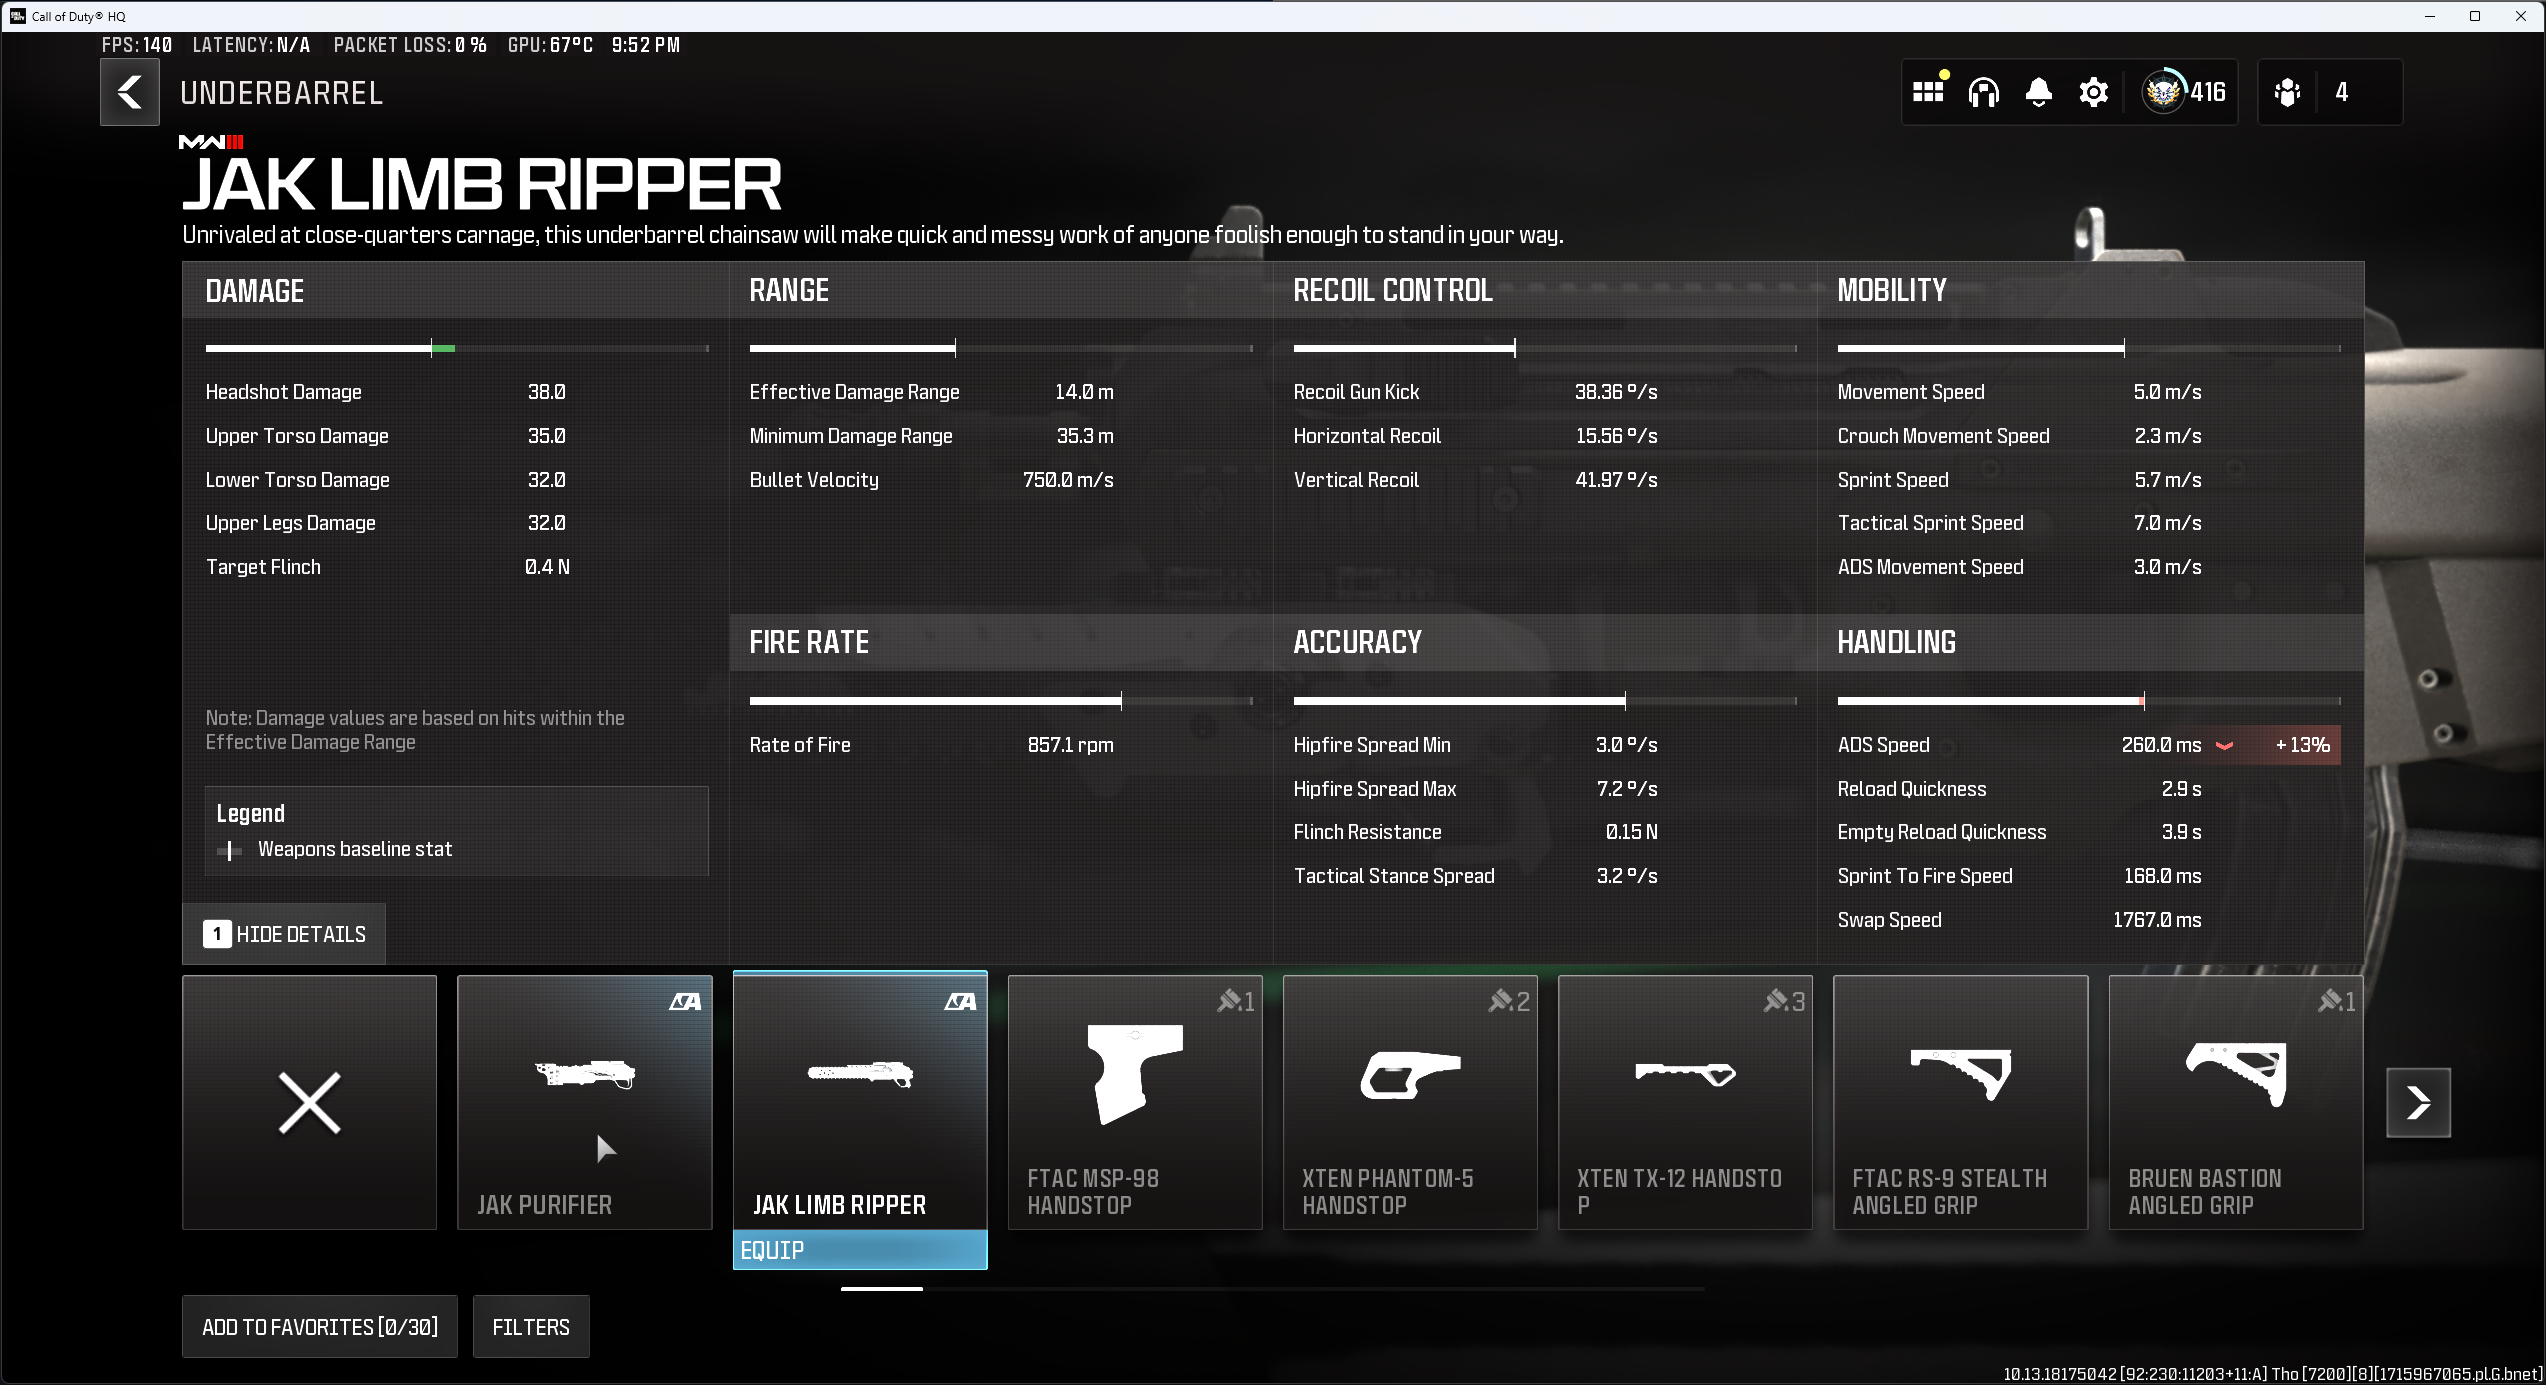 Call of Duty® HQ
FPS: 140 LATENCY: N/A PACKET LOSS: 0 % GPU: 67°C 9:52 PM
UNDERBARREL
416
4
MWIII
JAK LIMB RIPPER
Unrivaled at close-quarters carnage, this underbarrel chainsaw will make quick and messy work of anyone foolish enough to stand in your way.
DAMAGE
Headshot Damage 38.0
Upper Torso Damage 35.0
Lower Torso Damage 32.0
Upper Legs Damage 32.0
Target Flinch 0.4 N
Note: Damage values are based on hits within the
Effective Damage Range
Legend
Weapons baseline stat
1 HIDE DETAILS
RANGE
Effective Damage Range 14.0 m
Minimum Damage Range 35.3 m
Bullet Velocity 750.0 m/s
FIRE RATE
Rate of Fire 857.1 rpm
RECOIL CONTROL
Recoil Gun Kick 38.36 º/s
Horizontal Recoil 15.56 º/s
Vertical Recoil 41.97 º/s
ACCURACY
Hipfire Spread Min 3.0 º/s
Hipfire Spread Max 7.2 º/s
Flinch Resistance 0.15 N
Tactical Stance Spread 3.2 º/s
MOBILITY
Movement Speed 5.0 m/s
Crouch Movement Speed 2.3 m/s
Sprint Speed 5.7 m/s
Tactical Sprint Speed 7.0 m/s
ADS Movement Speed 3.0 m/s
HANDLING
ADS Speed 260.0 ms +13%
Reload Quickness 2.9 s
Empty Reload Quickness 3.9 s
Sprint To Fire Speed 168.0 ms
Swap Speed 1767.0 ms
JAK PURIFIER
JAK LIMB RIPPER
EQUIP
.1
FTAC MSP-98
HANDSTOP
.2
XTEN PHANTOM-5
HANDSTOP
.3
XTEN TX-12 HANDSTO
P
FTAC RS-9 STEALTH
ANGLED GRIP
.1
BRUEN BASTION
ANGLED GRIP
ADD TO FAVORITES [0/30]
FILTERS
10.13.18175042 [92:230:11203+11:A] Tho [7200][8][1715967065.pl.G.bnet]